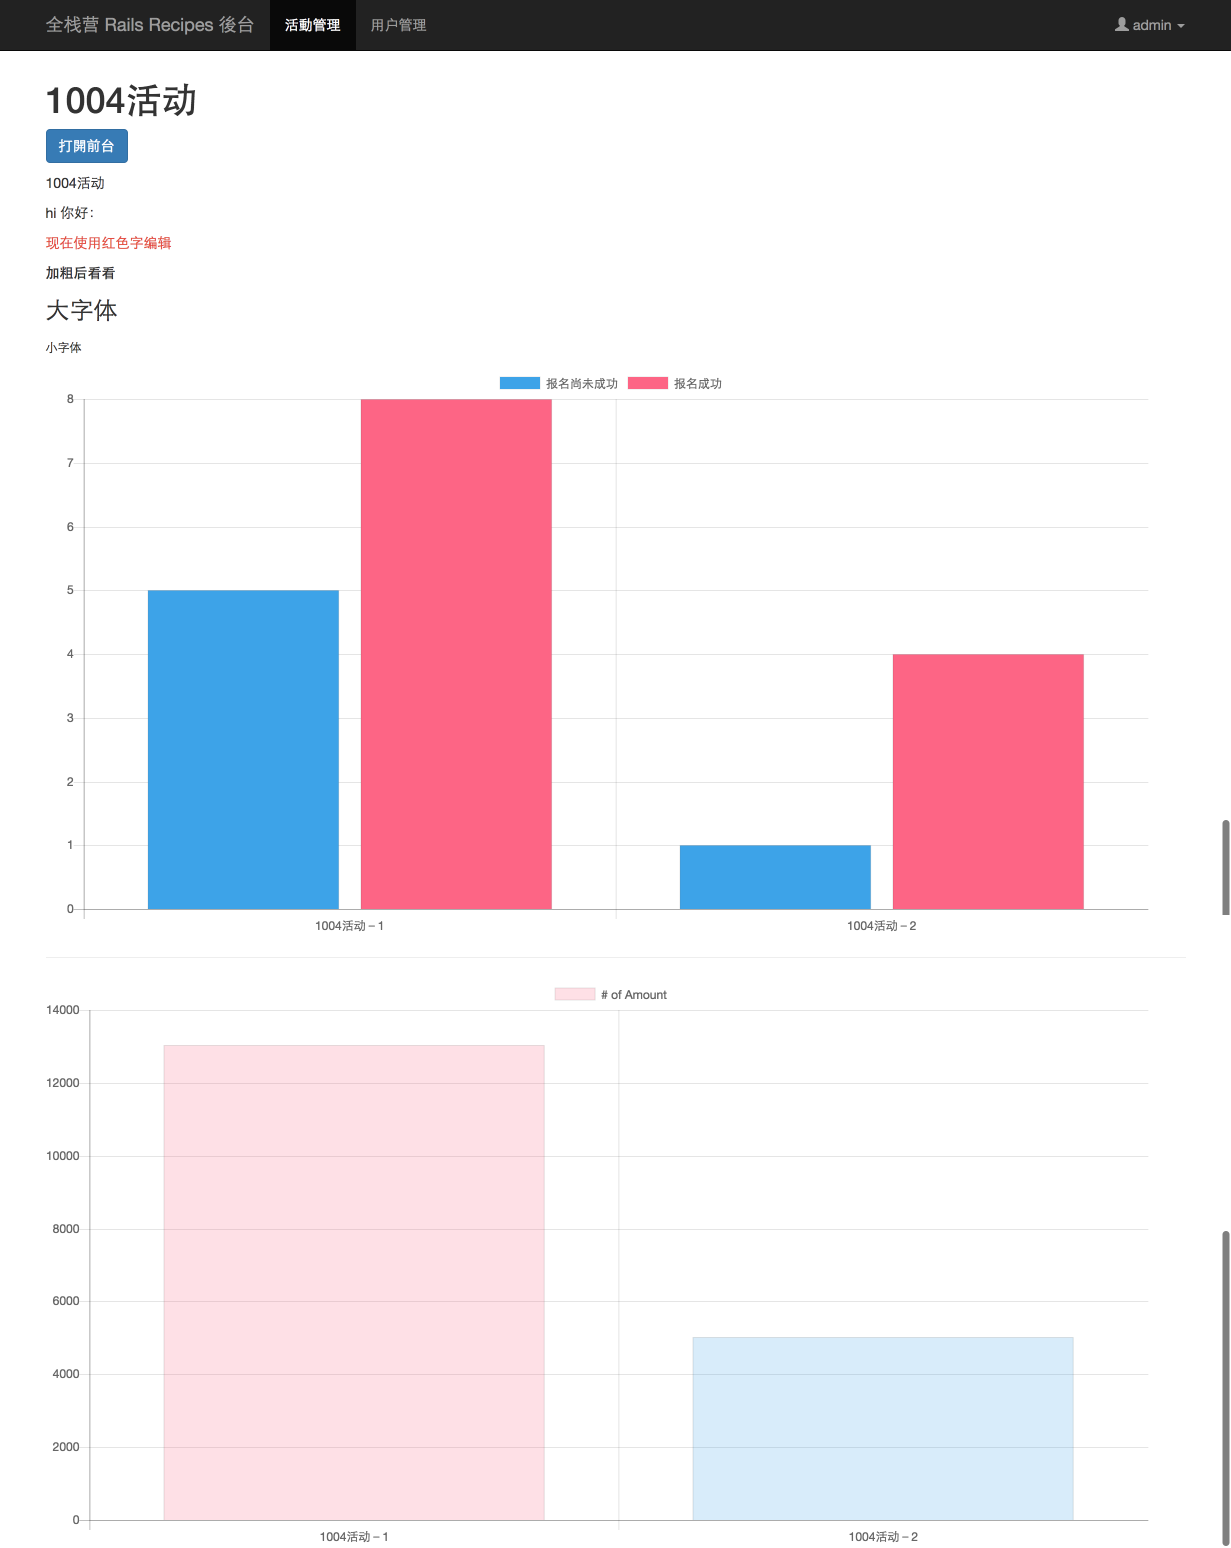 全栈营 Rails Recipes 後台 活動管理 用户管理 admin
1004活动
打開前台
1004活动
hi 你好：
现在使用红色字编辑
加粗后看看
大字体
小字体
报名尚未成功 报名成功
8
7
6
5
4
3
2
1
0
1004活动 – 1 1004活动 – 2
# of Amount
14000
12000
10000
8000
6000
4000
2000
0
1004活动 – 1 1004活动 – 2